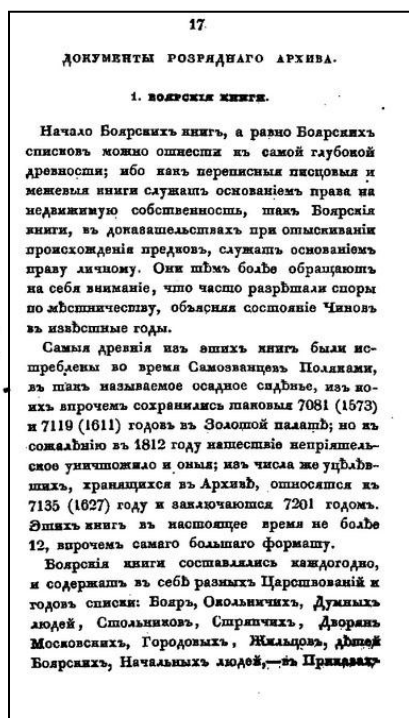 17
ДОКУМЕНТЫ РОЗРЯДНАГО АРХИВА.
1. БОЯРСКІЯ КНИГИ.
Начало Боярскихъ книгъ, а равно Боярскихъ
списковъ можно отнести къ самой глубокой
древности; ибо какъ переписныя писцовыя и
межевыя книги служатъ основаніемъ права на
недвижимую собственность, такъ Боярскія
книги, въ доказательствахъ при отыскиваніи
происхожденія предковъ, служатъ основаніемъ
праву личному. Они тѣмъ болѣе обращаютъ
на себя вниманіе, что часто разрѣшали споры
по мѣстничеству, объясняя состояніе Чиновъ
въ извѣстные годы.
Самыя древнія изъ этихъ книгъ были ис-
треблены во время Самозванцевъ Поляками,
въ такъ называемое осадное сидѣнье, изъ ко-
ихъ впрочемъ сохранились таковыя 7081 (1573)
и 7119 (1611) годовъ въ Золотой палатѣ; но къ
сожалѣнію въ 1812 году нашествіе непріятель-
ское уничтожило и оныя; изъ числа же уцѣлѣв-
шихъ, хранящихся въ Архивѣ, относятся къ
7135 (1627) году и заключаются 7201 годомъ.
Этихъ книгъ въ настоящее время не болѣе
12, впрочемъ самаго большаго формату.
Боярскія книги составлялись каждогодно,
и содержатъ въ себѣ разныхъ Царствованій и
годовъ списки: Бояръ, Окольничихъ, Думныхъ
людей, Стольниковъ, Стряпчихъ, Дворянъ
Московскихъ, Городовыхъ, Жильцовъ, дѣтей
Боярскихъ, Начальныхъ людей,—въ Приказахъ